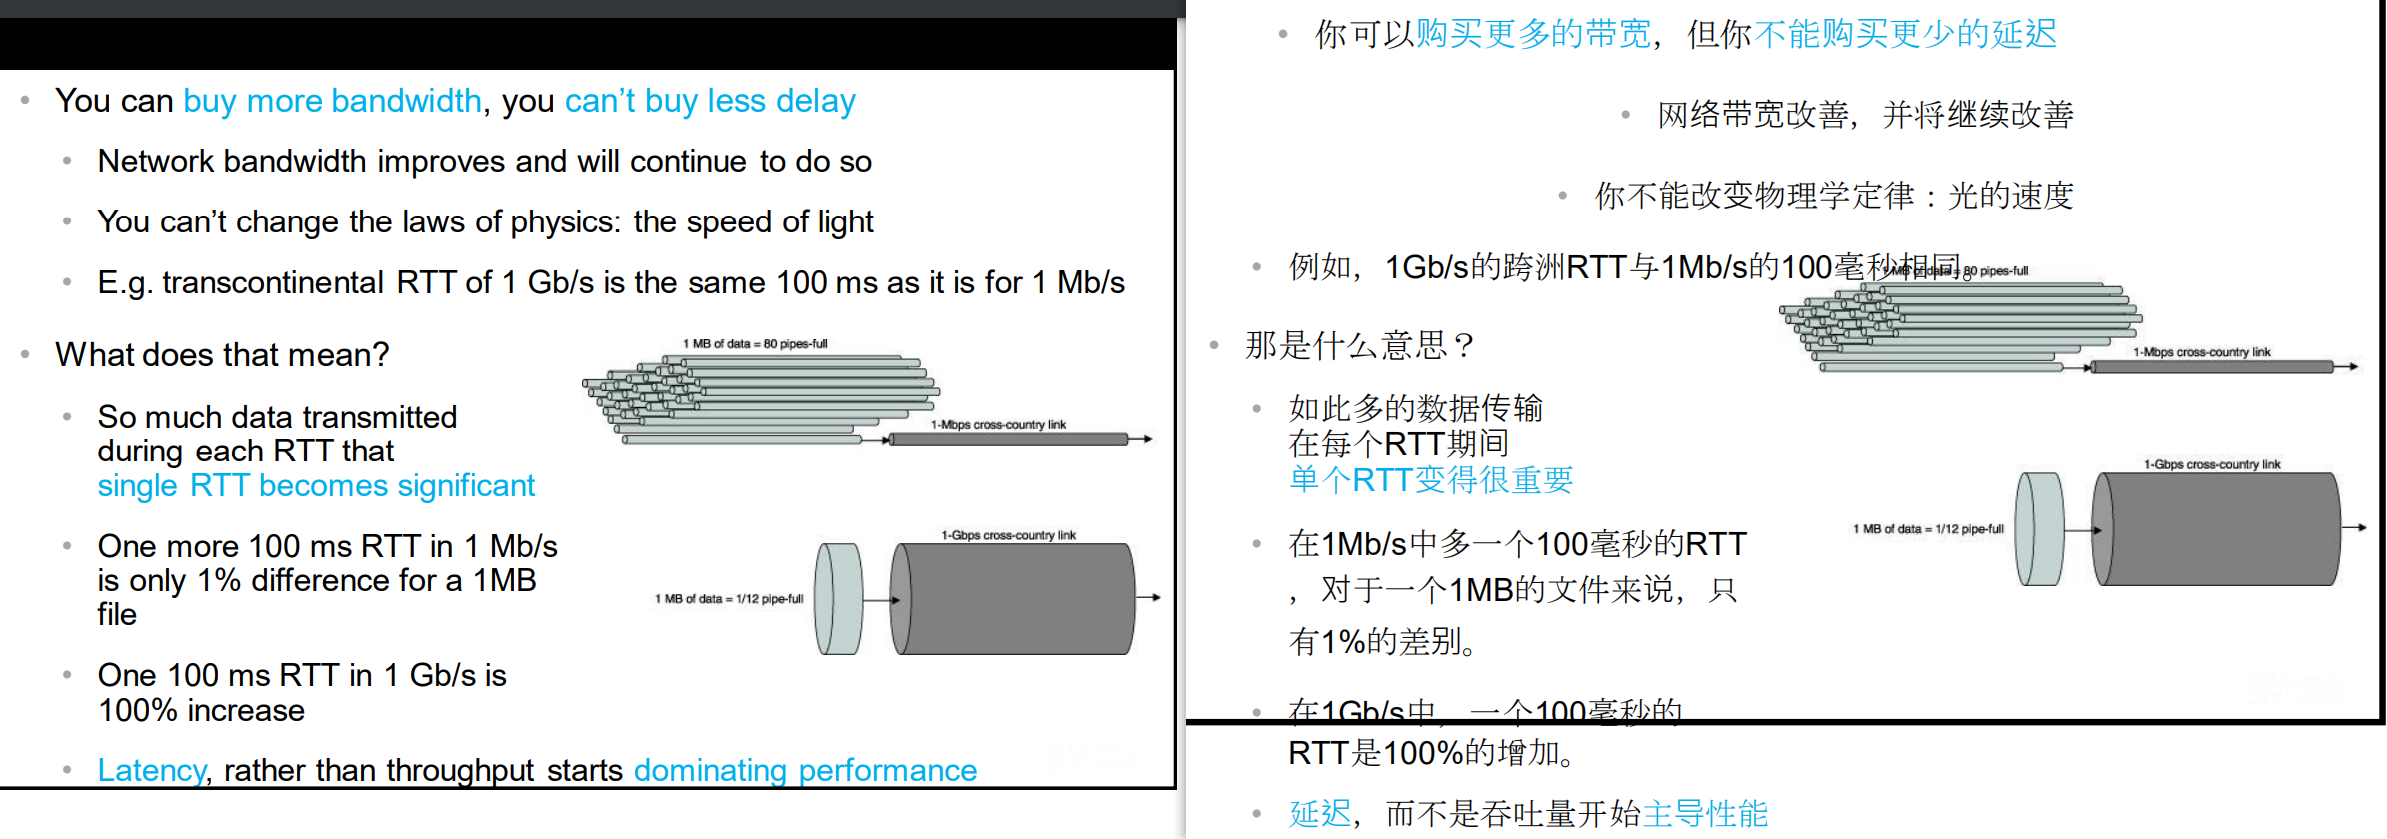 You can buy more bandwidth, you can't buy less delay
Network bandwidth improves and will continue to do so
You can't change the laws of physics: the speed of light
E.g. transcontinental RTT of 1 Gb/s is the same 100 ms as it is for 1 Mb/s
What does that mean?
So much data transmitted
during each RTT that
single RTT becomes significant
One more 100 ms RTT in 1 Mb/s
is only 1% difference for a 1MB
file
One 100 ms RTT in 1 Gb/s is
100% increase
Latency, rather than throughput starts dominating performance
1 MB of data = 80 pipes-full
1-Mbps cross-country link
1-Gbps cross-country link
1 MB of data = 1/12 pipe-full
你可以购买更多的带宽，但你不能购买更少的延迟
网络带宽改善，并将继续改善
你不能改变物理学定律：光的速度
例如，1Gb/s的跨洲RTT与1Mb/s的100毫秒相同。
那是什么意思？
如此多的数据传输
在每个RTT期间
单个RTT变得很重要
在1Mb/s中多一个100毫秒的RTT
，对于一个1MB的文件来说，只
有1%的差别。
在1Gb/s中，一个100毫秒的
RTT是100%的增加。
延迟，而不是吞吐量开始主导性能
1 MB of data = 80 pipes-full
1-Mbps cross-country link
1-Gbps cross-country link
1 MB of data = 1/12 pipe-full